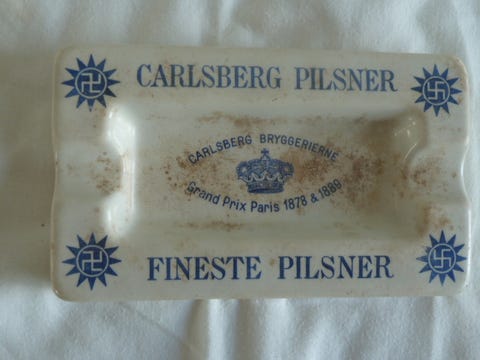 CARLSBERG PILSNER
CARLSBERG BRYGGERIERNE
Grand Prix Paris 1878 & 1889
FINESTE PILSNER